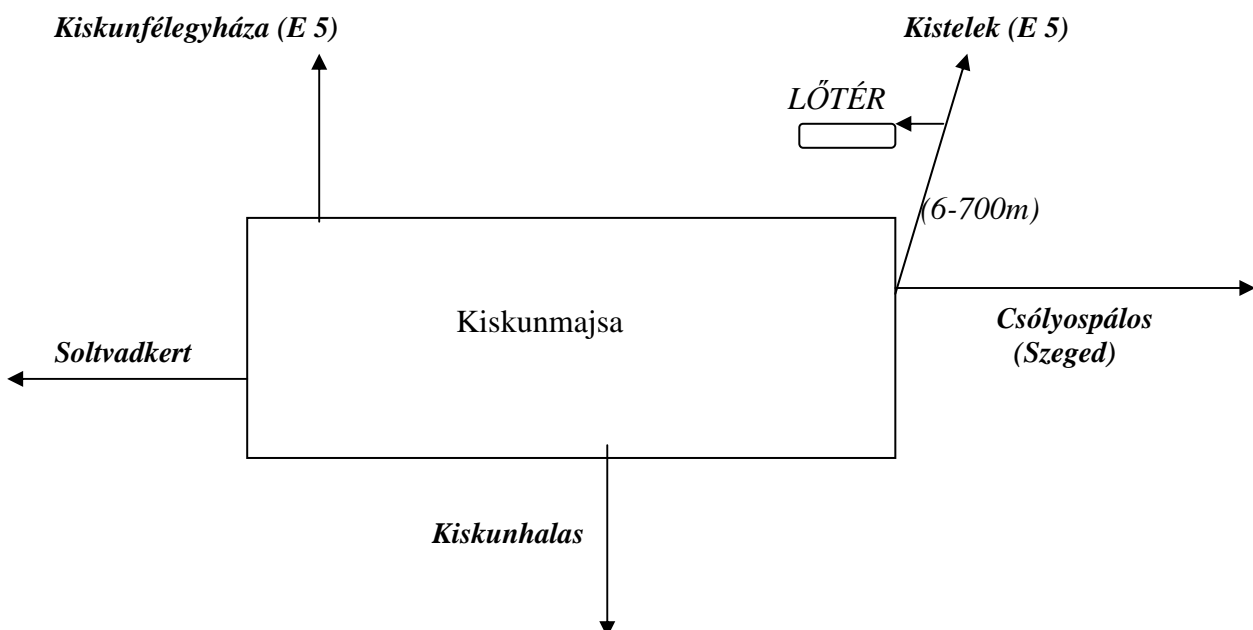 Kiskunfélegyháza (E 5)
Kistelek (E 5)
LŐTÉR
(6-700m)
Kiskunmajsa
Csólyospálos
(Szeged)
Soltvadkert
Kiskunhalas